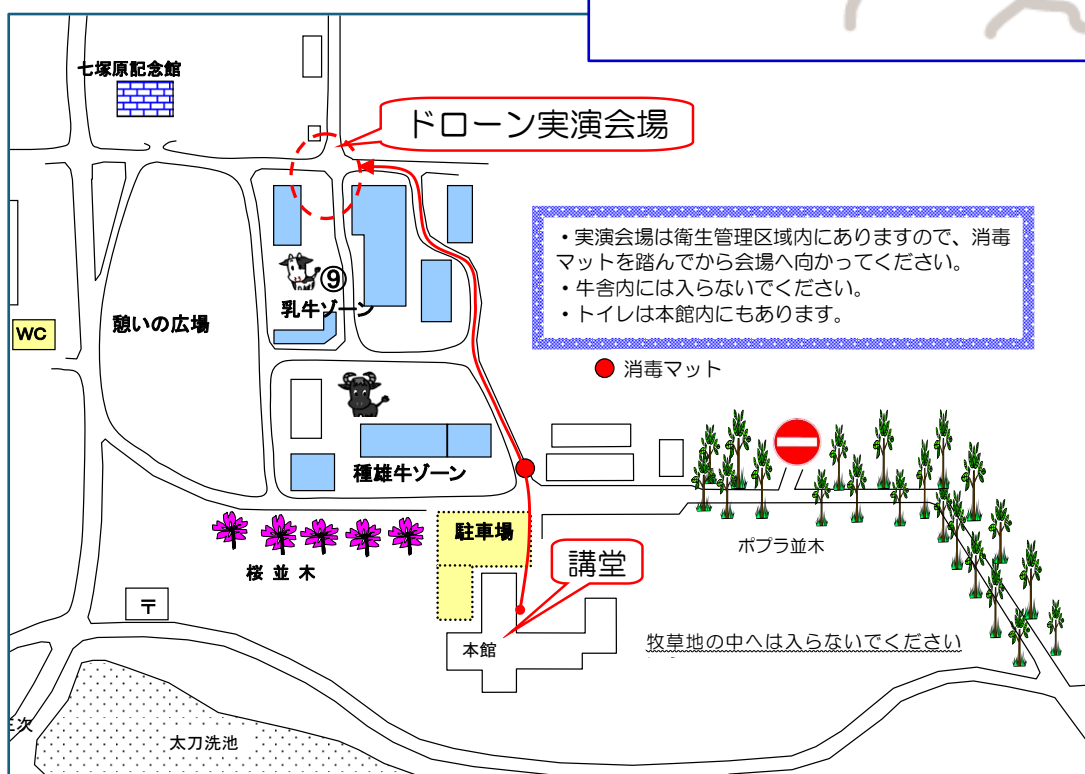 七塚原記念館
ドローン実演会場
・実演会場は衛生管理区域内にありますので、消毒
マットを踏んでから会場へ向かってください。
・牛舎内には入らないでください。
・トイレは本館内にもあります。
⑨
乳牛ゾーン
憩いの広場
WC
消毒マット
種雄牛ゾーン
駐車場
ポプラ並木
講堂
桜 並 木
〒
本館
牧草地の中へは入らないでください
次
太刀洗池